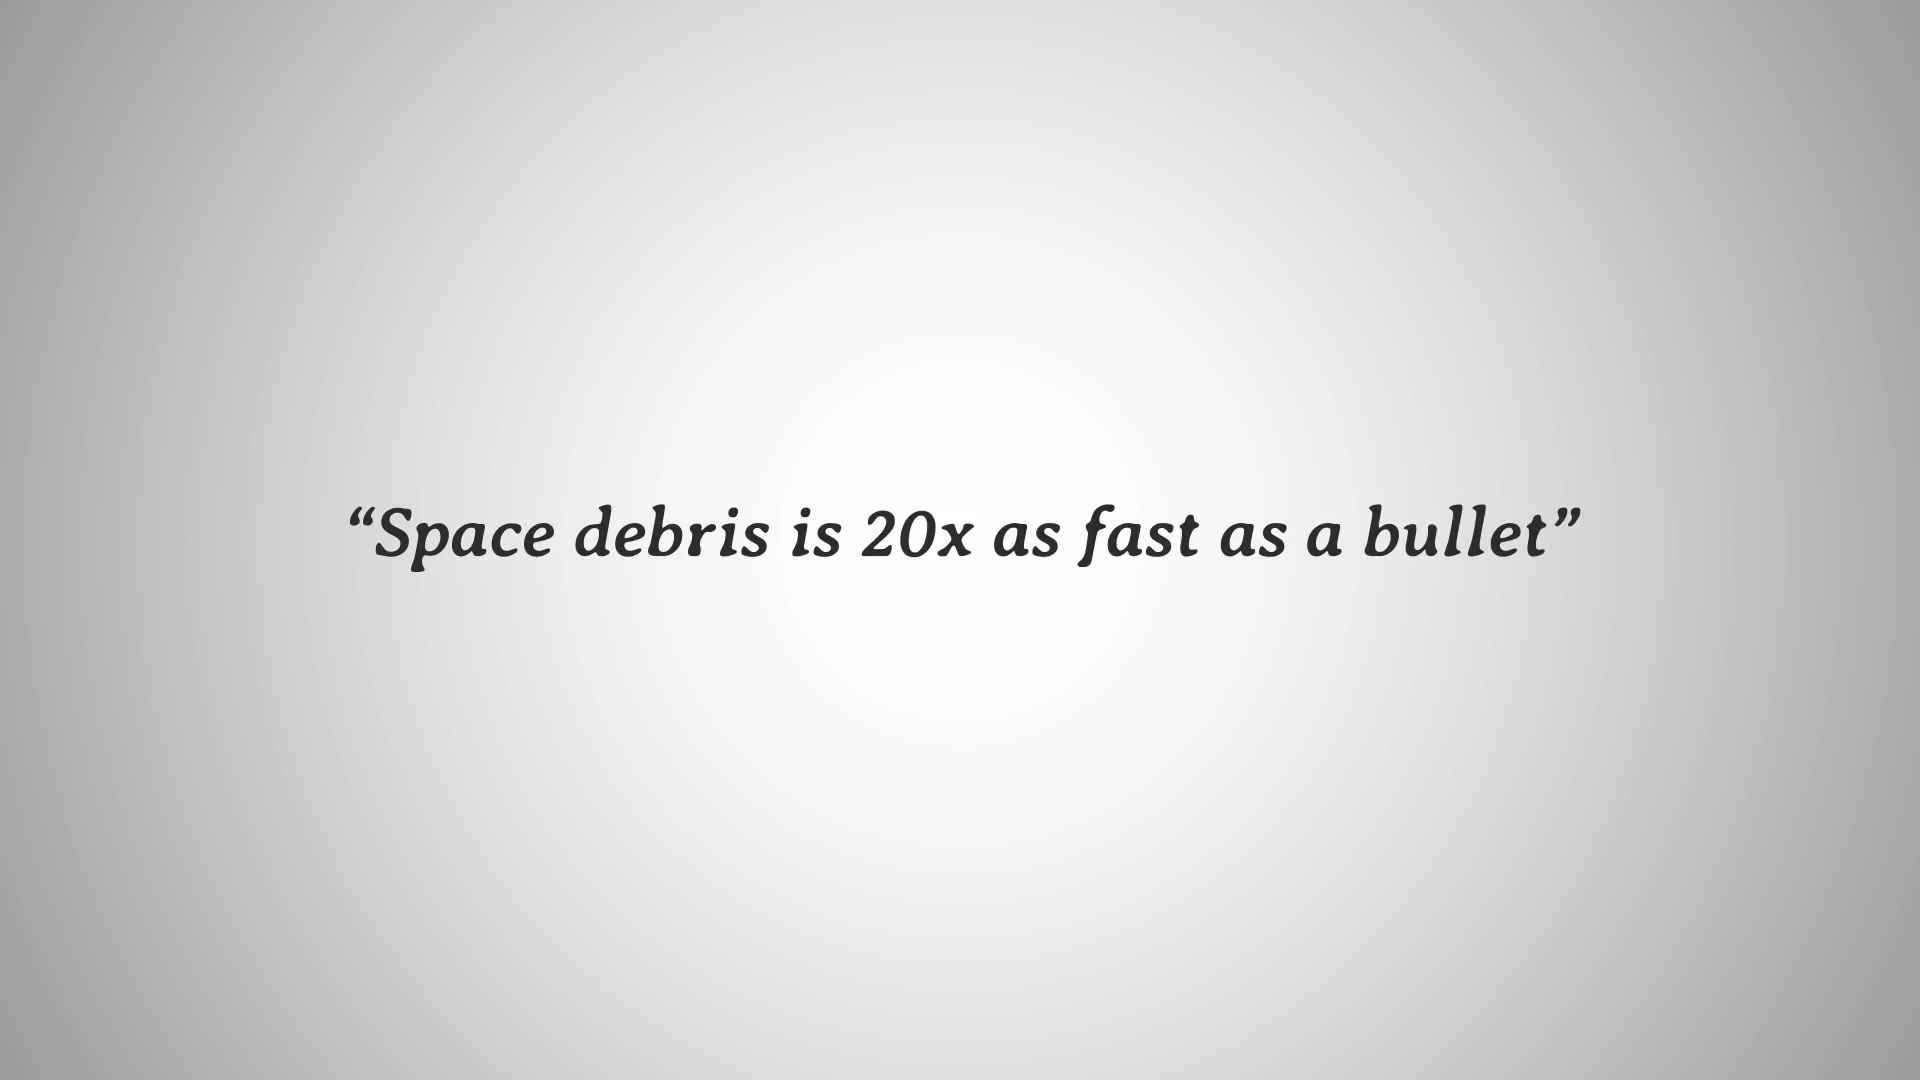 “Space debris is 20x as fast as a bullet”